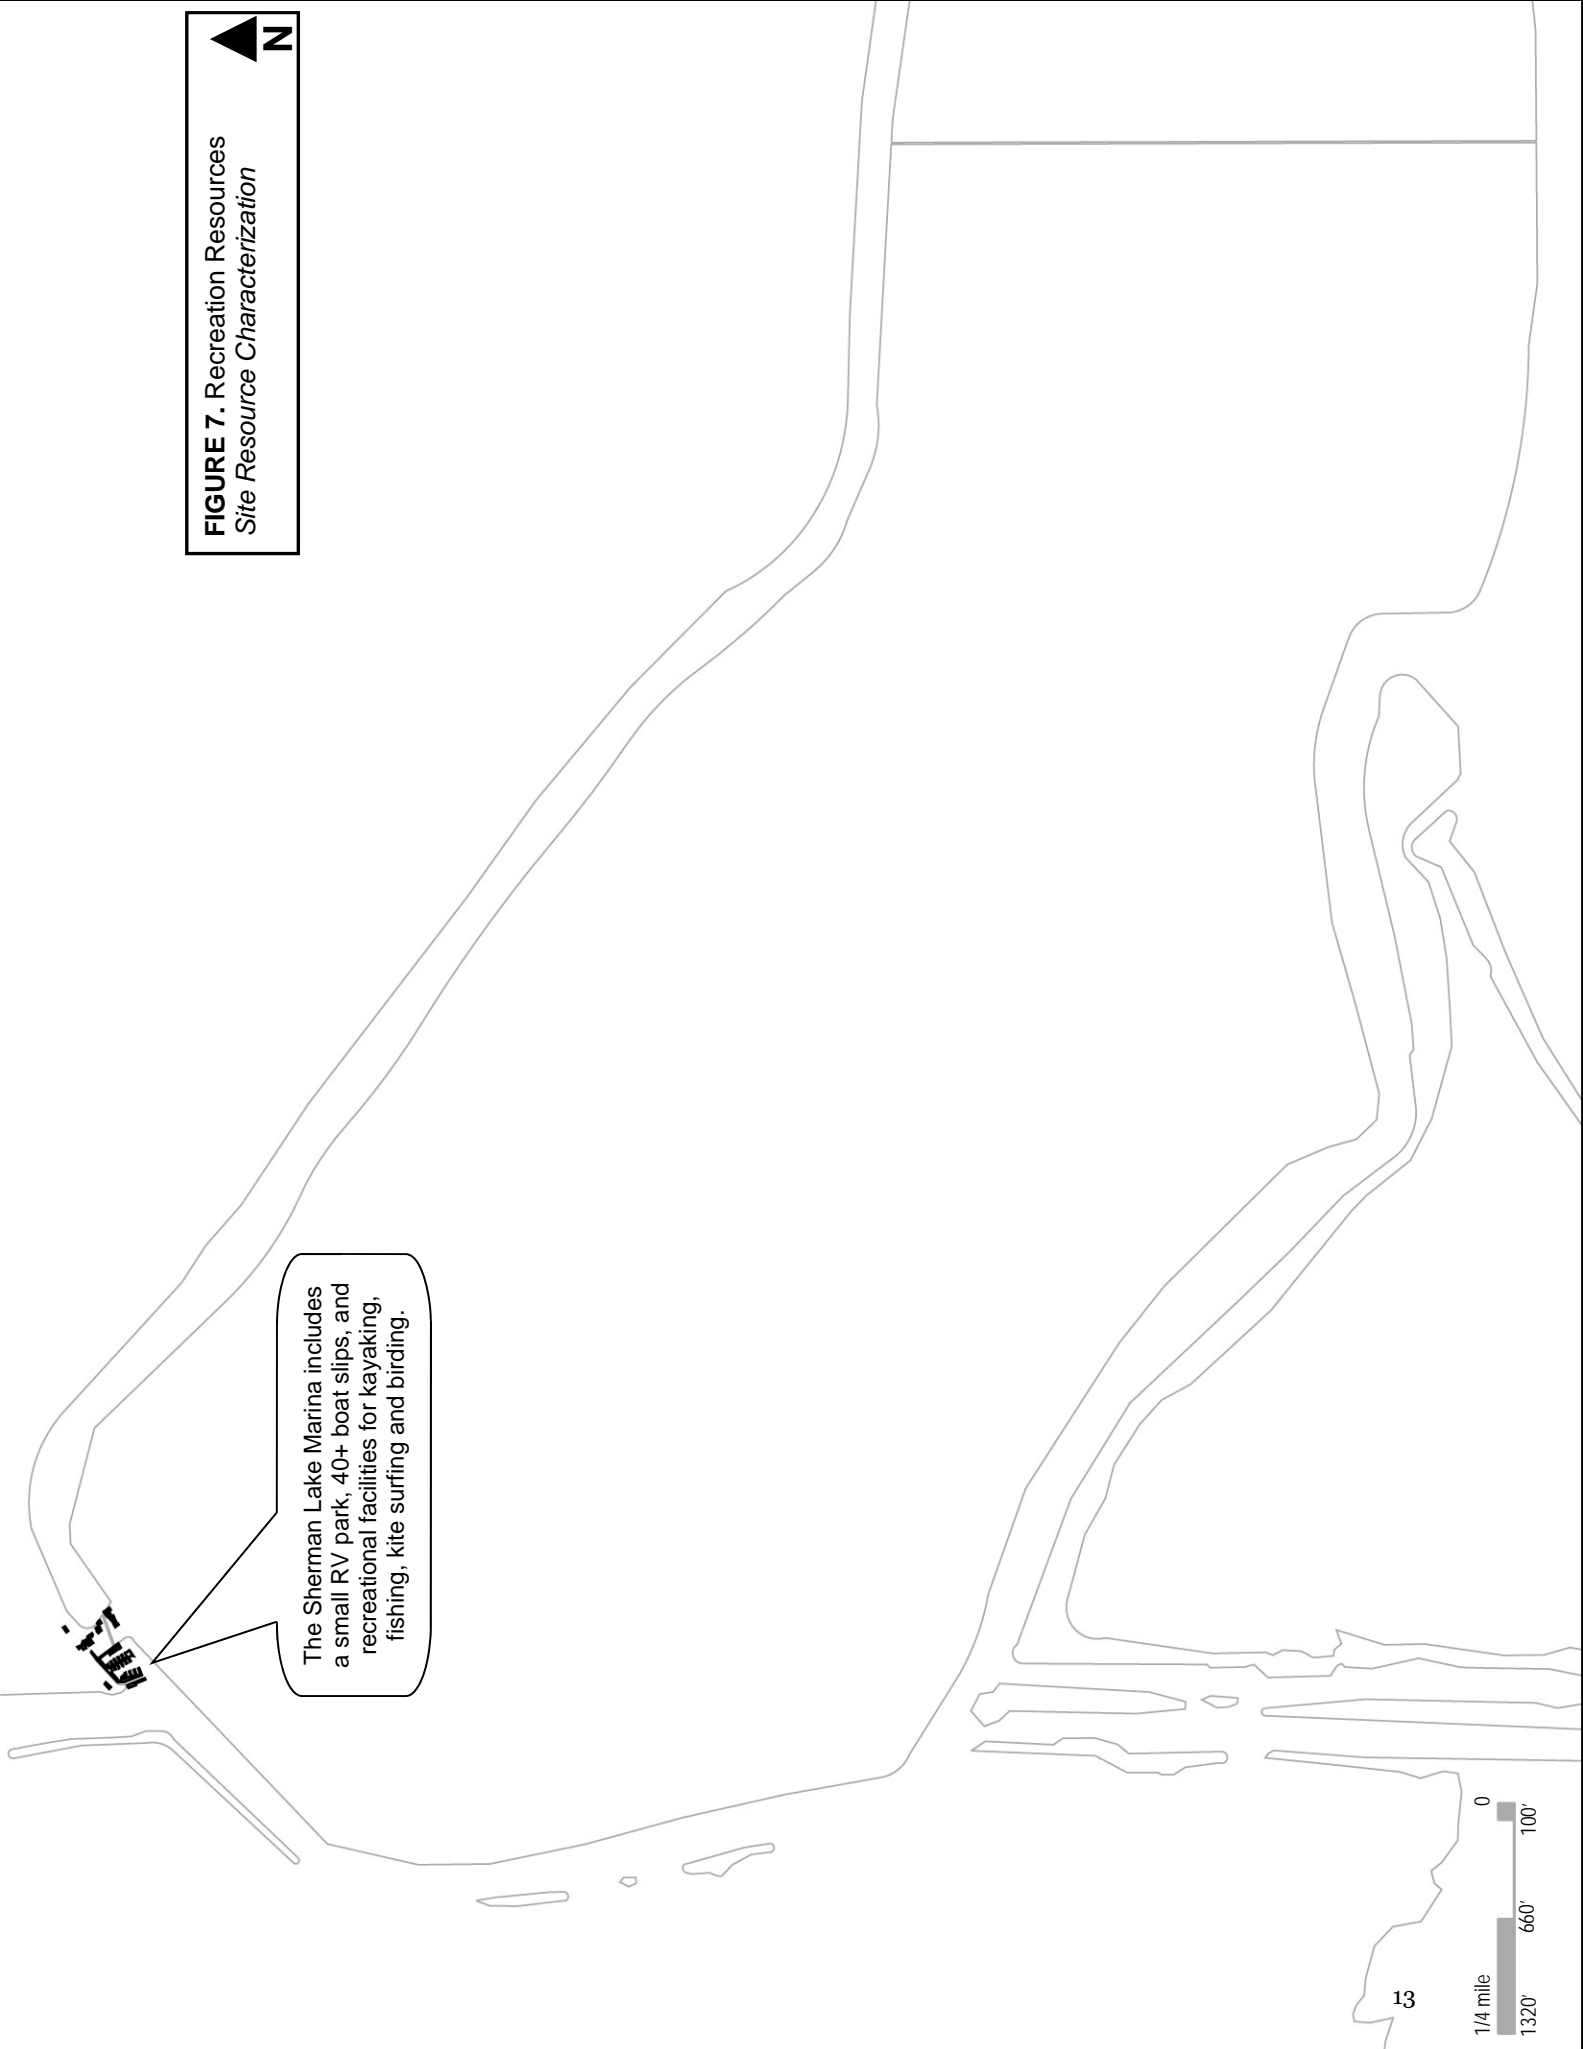 FIGURE 7. Recreation Resources
Site Resource Characterization
N
The Sherman Lake Marina includes
a small RV park, 40+ boat slips, and
recreational facilities for kayaking,
fishing, kite surfing and birding.
1/4 mile 0
1320′ 660′ 100′
13